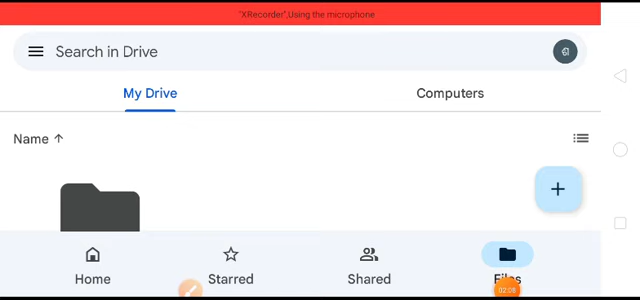 "XRecorder",Using the microphone
Search in Drive
My Drive
Computers
Name ↑
Home
Starred
Shared
Files
02:08